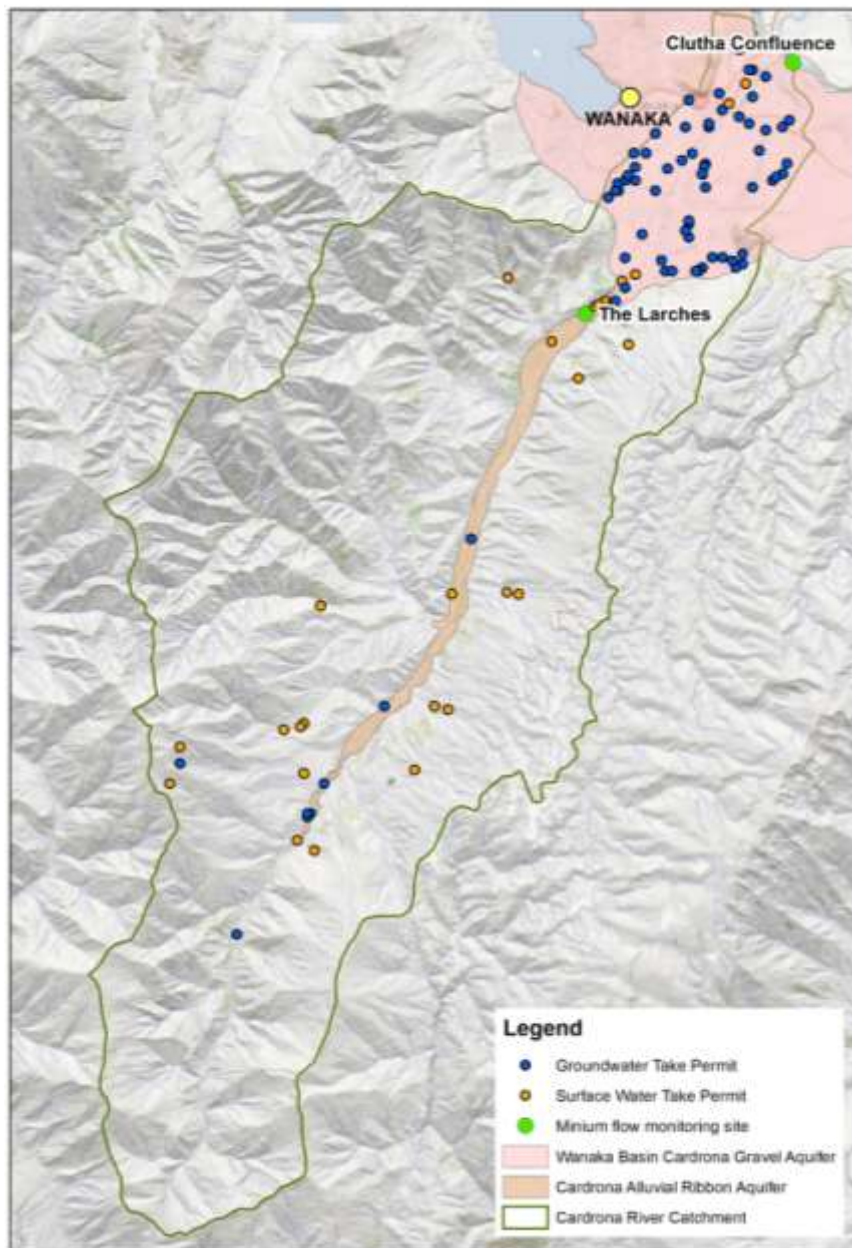 Clutha Confluence
WANAKA
The Larches
Legend
Groundwater Take Permit
Surface Water Take Permit
Minium flow monitoring site
Wanaka Basin Cardrona Gravel Aquifer
Cardrona Alluvial Ribbon Aquifer
Cardrona River Catchment